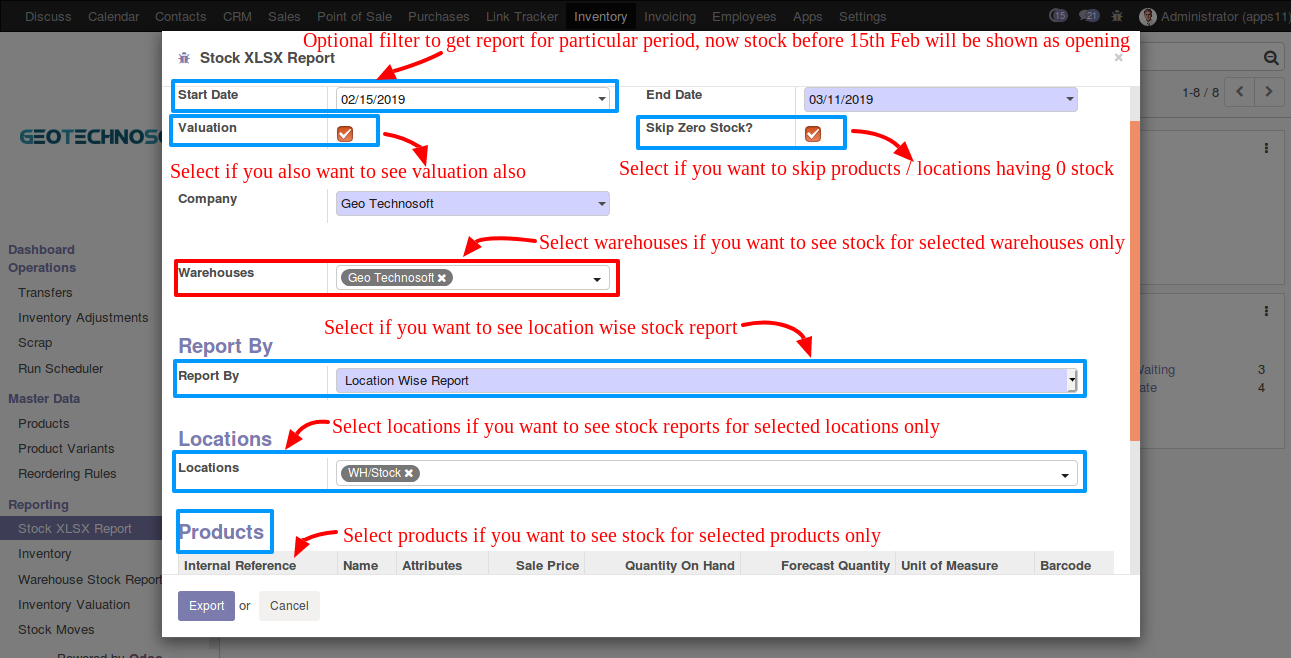 Discuss Calendar Contacts CRM Sales Point of Sale Purchases Link Tracker Inventory Invoicing Employees Apps Settings 15 21 Administrator (apps11)
Optional filter to get report for particular period, now stock before 15th Feb will be shown as opening
Stock XLSX Report ×
1-8 / 8
Start Date 02/15/2019 End Date 03/11/2019
Valuation Skip Zero Stock?
GEOTECHNOSO
Select if you also want to see valuation also Select if you want to skip products / locations having 0 stock
Company Geo Technosoft
Select warehouses if you want to see stock for selected warehouses only
Warehouses Geo Technosoft ×
Select if you want to see location wise stock report
Report By
Report By Location Wise Report
Select locations if you want to see stock reports for selected locations only
Locations
Locations WH/Stock ×
Products
Select products if you want to see stock for selected products only
Internal Reference Name Attributes Sale Price Quantity On Hand Forecast Quantity Unit of Measure Barcode
Export or Cancel
Dashboard
Operations
Transfers
Inventory Adjustments
Scrap
Run Scheduler
Master Data
Products
Product Variants
Reordering Rules
Reporting
Stock XLSX Report
Inventory
Warehouse Stock Report
Inventory Valuation
Stock Moves
Powered by Odoo
Waiting 3
ate 4